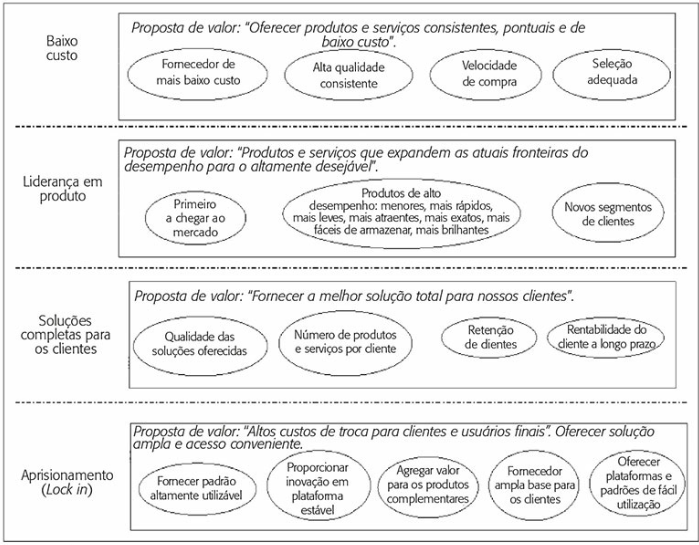 Baixo
custo
Proposta de valor: "Oferecer produtos e serviços consistentes, pontuais e de
baixo custo".
Fornecedor de
mais baixo custo
Alta qualidade
consistente
Velocidade
de compra
Seleção
adequada
Liderança em
produto
Proposta de valor: "Produtos e serviços que expandem as atuais fronteiras do
desempenho para o altamente desejável".
Primeiro
a chegar ao
mercado
Produtos de alto
desempenho: menores, mais rápidos,
mais leves, mais atraentes, mais exatos, mais
fáceis de armazenar, mais brilhantes
Novos segmentos
de clientes
Soluções
completas para
os clientes
Proposta de valor: "Fornecer a melhor solução total para nossos clientes".
Qualidade das
soluções oferecidas
Número de produtos
e serviços por cliente
Retenção
de clientes
Rentabilidade do
cliente a longo prazo
Aprisionamento
(Lock in)
Proposta de valor: "Altos custos de troca para clientes e usuários finais". Oferecer solução
ampla e acesso conveniente.
Fornecer padrão
altamente utilizável
Proporcionar
inovação em
plataforma
estável
Agregar valor
para os produtos
complementares
Fornecedor
ampla base para
os clientes
Oferecer
plataformas e
padrões de fácil
utilização